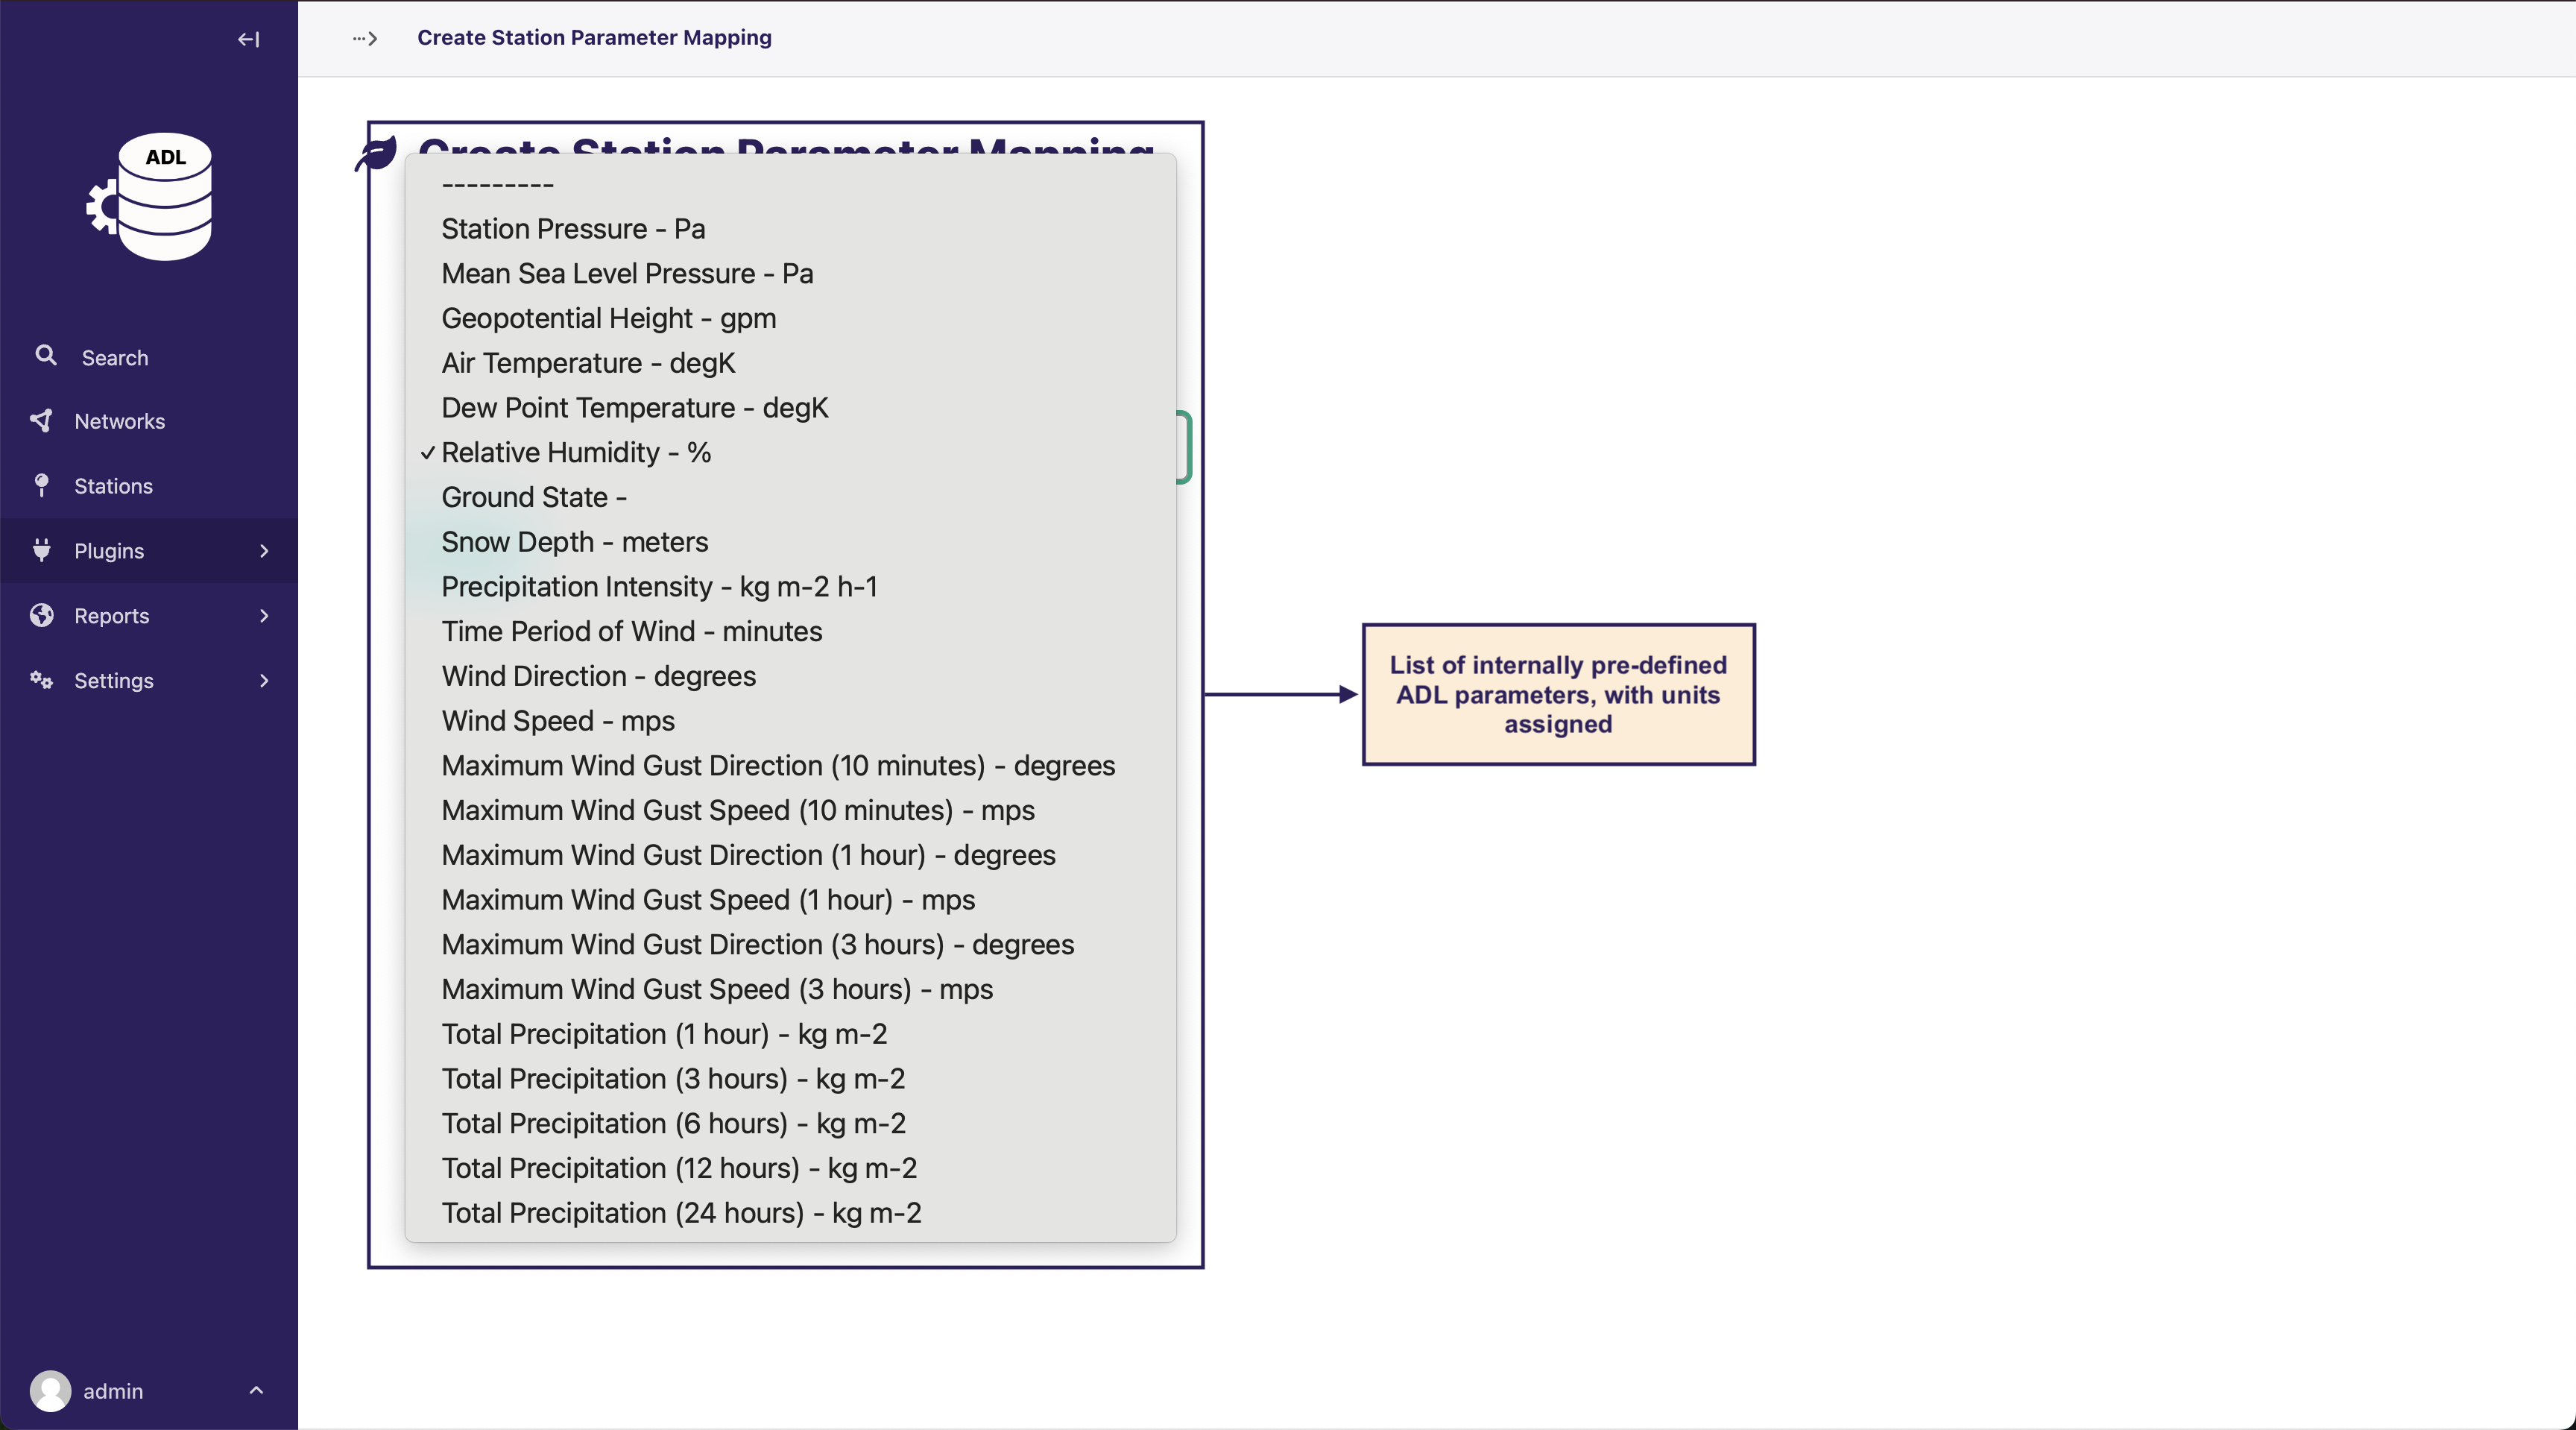 Create Station Parameter Mapping
ADL
Search
Networks
Stations
Plugins
Reports
Settings
admin
Create Station Parameter Mapping
---------
Station Pressure - Pa
Mean Sea Level Pressure - Pa
Geopotential Height - gpm
Air Temperature - degK
Dew Point Temperature - degK
✓ Relative Humidity - %
Ground State -
Snow Depth - meters
Precipitation Intensity - kg m-2 h-1
Time Period of Wind - minutes
Wind Direction - degrees
Wind Speed - mps
Maximum Wind Gust Direction (10 minutes) - degrees
Maximum Wind Gust Speed (10 minutes) - mps
Maximum Wind Gust Direction (1 hour) - degrees
Maximum Wind Gust Speed (1 hour) - mps
Maximum Wind Gust Direction (3 hours) - degrees
Maximum Wind Gust Speed (3 hours) - mps
Total Precipitation (1 hour) - kg m-2
Total Precipitation (3 hours) - kg m-2
Total Precipitation (6 hours) - kg m-2
Total Precipitation (12 hours) - kg m-2
Total Precipitation (24 hours) - kg m-2
List of internally pre-defined
ADL parameters, with units
assigned